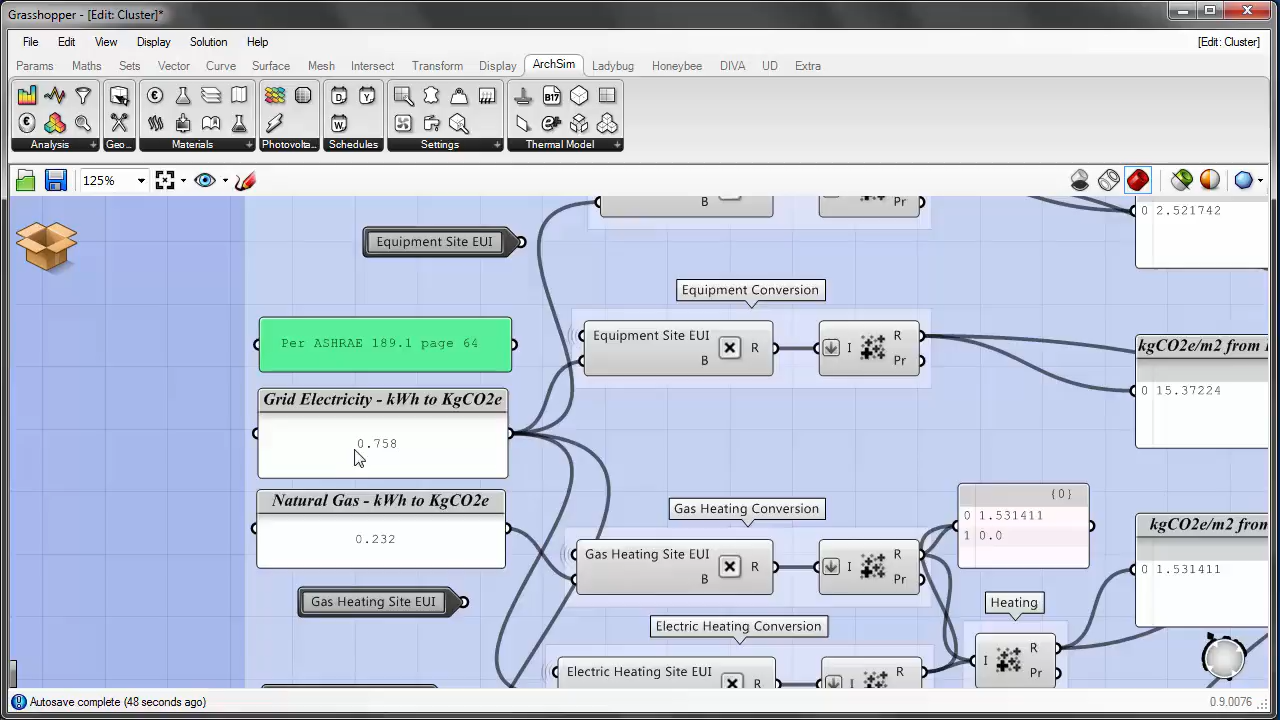 Grasshopper - [Edit: Cluster]*
File Edit View Display Solution Help [Edit: Cluster]
Params Maths Sets Vector Curve Surface Mesh Intersect Transform Display ArchSim Ladybug Honeybee DIVA UD Extra
Analysis Geo... Materials Photovolta... Schedules Settings Thermal Model
125%
B Pr
0 2.521742
Equipment Site EUI
Equipment Conversion
Per ASHRAE 189.1 page 64
Equipment Site EUI R I R
B Pr
kgCO2e/m2 from
0 15.37224
Grid Electricity - kWh to KgCO2e
0.758
Natural Gas - kWh to KgCO2e
0.232
Gas Heating Conversion
{0}
0 1.531411
1 0.0
kgCO2e/m2 from
0 1.531411
Gas Heating Site EUI R I R
B Pr
Gas Heating Site EUI
Heating
Electric Heating Conversion
I R
Pr
Electric Heating Site EUI R I R
Autosave complete (48 seconds ago) 0.9.0076